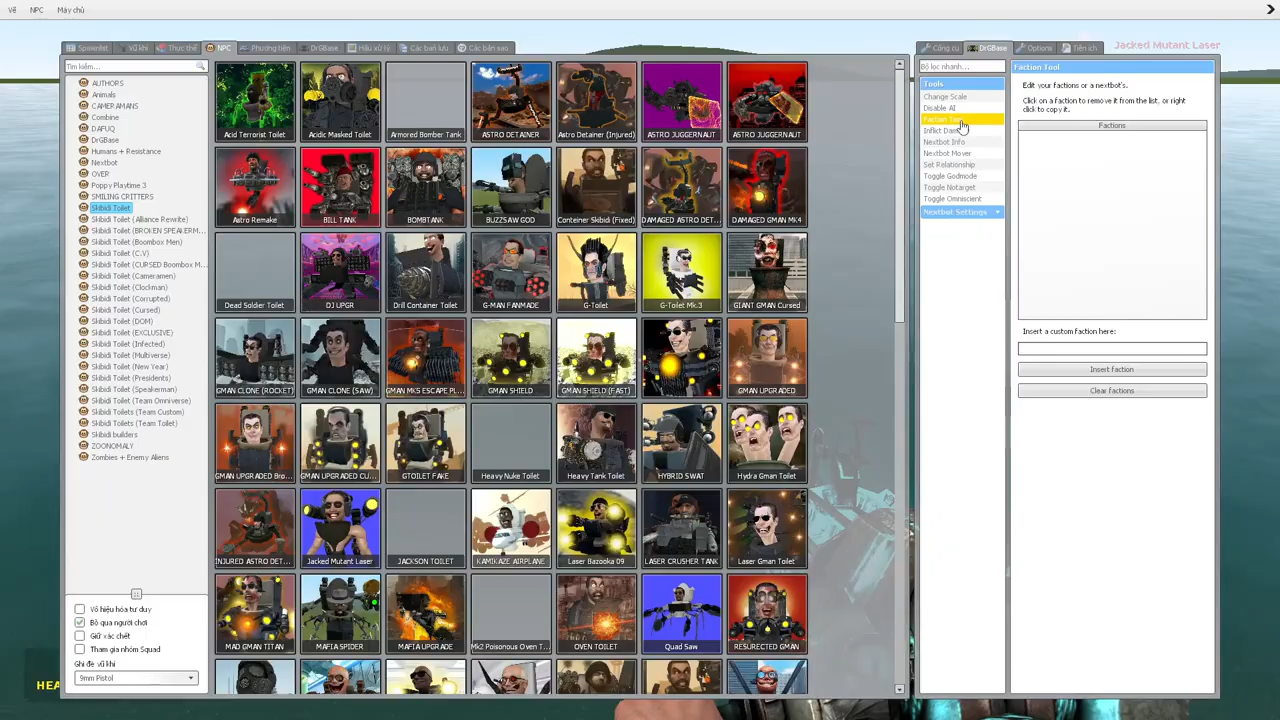 Vẽ NPC Máy chủ
Jacked Mutant Laser
Spawnlist Vũ khí Thực thể NPC Phương tiện DrGBase Hậu xử lý Các bản lưu Các bản sao
Công cụ DrGBase Options Tiện ích
Tìm kiếm...
AUTHORS
Animals
CAMERAMANS
Combine
DAFUQ
DrGBase
Humans + Resistance
Nextbot
OVER
Poppy Playtime 3
SMILING CRITTERS
Skibidi Toilet
Skibidi Toilet (Alliance Rewrite)
Skibidi Toilet (BROKEN SPEAKERM...
Skibidi Toilet (Boombox Men)
Skibidi Toilet (C.V)
Skibidi Toilet (CURSED Boombox M...
Skibidi Toilet (Cameramen)
Skibidi Toilet (Clockman)
Skibidi Toilet (Corrupted)
Skibidi Toilet (Cursed)
Skibidi Toilet (DOM)
Skibidi Toilet (EXCLUSIVE)
Skibidi Toilet (Infected)
Skibidi Toilet (Multiverse)
Skibidi Toilet (New Year)
Skibidi Toilet (Presidents)
Skibidi Toilet (Speakerman)
Skibidi Toilet (Team Omniverse)
Skibidi Toilets (Team Custom)
Skibidi Toilets (Team Toilet)
Skibidi builders
ZOONOMALY
Zombies + Enemy Aliens
Vô hiệu hóa tư duy
Bỏ qua người chơi
Giữ xác chết
Tham gia nhóm Squad
Ghi đè vũ khí
9mm Pistol
HEA
Acid Terrorist Toilet Acidic Masked Toilet Armored Bomber Tank ASTRO DETAINER Astro Detainer (Injured) ASTRO JUGGERNAUT ASTRO JUGGERNAUT
Astro Remake BILL TANK BOMBTANK BUZZSAW GOD Conteiner Skibidi (Fixed) DAMAGED ASTRO DET... DAMAGED GMAN MK4
Dead Soldier Toilet DJ UPGR Drill Container Toilet G-MAN FANMADE G-Toilet G-Toilet Mk.3 GIANT GMAN Cursed
GMAN CLONE (ROCKET) GMAN CLONE (SAW) GMAN MK5 ESCAPE PL... GMAN SHIELD GMAN SHIELD (FAST) GMAN UPGRADED
GMAN UPGRADED Bro... GMAN UPGRADED CU... GTOILET FAKE Heavy Nuke Toilet Heavy Tank Toilet HYBRID SWAT Hydra Gman Toilet
INJURED ASTRO DET... Jacked Mutant Laser JACKSON TOILET KAMIKAZE AIRPLANE Laser Bazooka 09 LASER CRUSHER TANK Laser Gman Toilet
MAD GMAN TITAN MAFIA SPIDER MAFIA UPGRADE Mk2 Poisonous Oven T... OVEN TOILET Quad Saw RESURECTED GMAN
Bộ lọc nhanh...
Tools
Change Scale
Disable AI
Faction Too
Inflict Dam
Nextbot Info
Nextbot Mover
Set Relationship
Toggle Godmode
Toggle Notarget
Toggle Omniscient
Nextbot Settings
Faction Tool
Edit your factions or a nextbot's.
Click on a faction to remove it from the list, or right
click to copy it.
Factions
Insert a custom faction here:
Insert faction
Clear factions